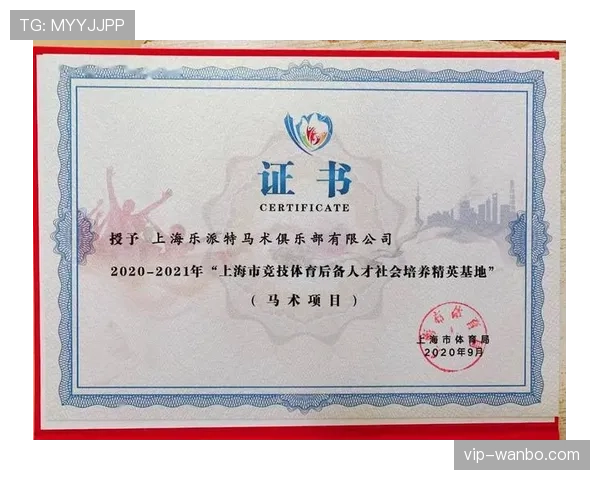 TG: MYYJJPP
证书
CERTIFICATE
授予 上海乐派特马术俱乐部有限公司
2020-2021年“上海市竞技体育后备人才社会培养精英基地”
(马术项目)
上海市体育局
2020年9月
vip-wanbo.com